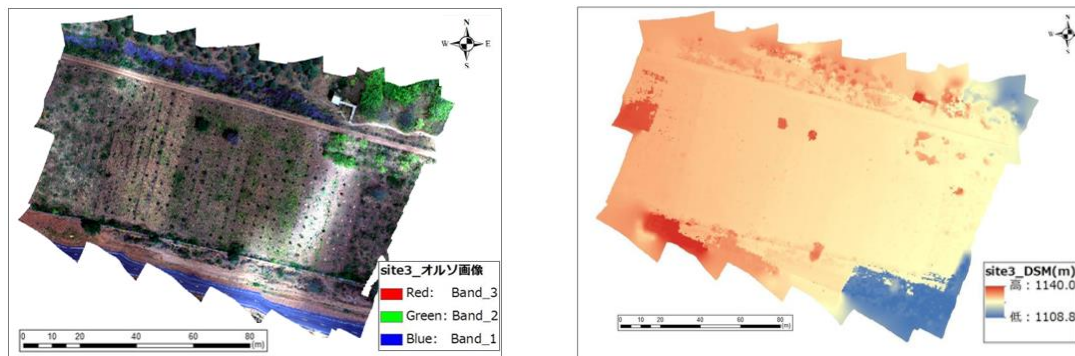 N
W E
S
site3_オルソ画像
Red: Band_3
Green: Band_2
Blue: Band_1
0 10 20 40 60 80
(m)
N
W
S
site3_DSM(m)
高 : 1140.0
低 : 1108.8
0 10 20 40 60 80
(m)